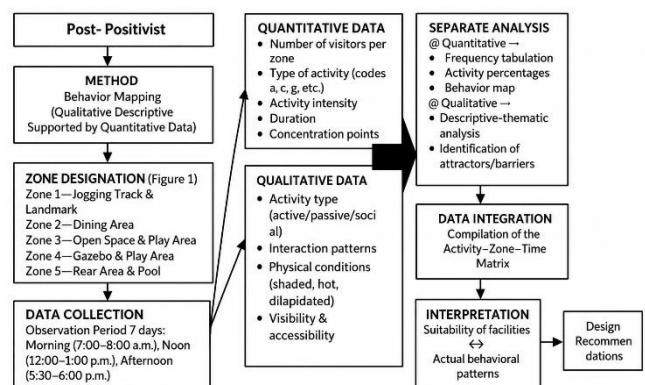 Post- Positivist
METHOD
Behavior Mapping
(Qualitative Descriptive
Supported by Quantitative Data)
ZONE DESIGNATION (Figure 1)
Zone 1—Jogging Track &
Landmark
Zone 2—Dining Area
Zone 3—Open Space & Play Area
Zone 4—Gazebo & Play Area
Zone 5—Rear Area & Pool
DATA COLLECTION
Observation Period 7 days:
Morning (7:00–8:00 a.m.), Noon
(12:00–1:00 p.m.), Afternoon
(5:30–6:00 p.m.)
QUANTITATIVE DATA
• Number of visitors per
zone
• Type of activity (codes
a, c, g, etc.)
• Activity intensity
• Duration
• Concentration points
QUALITATIVE DATA
• Activity type
(active/passive/soci
al)
• Interaction patterns
• Physical conditions
(shaded, hot,
dilapidated)
• Visibility &
accessibility
SEPARATE ANALYSIS
@ Quantitative →
• Frequency tabulation
• Activity percentages
• Behavior map
@ Qualitative →
• Descriptive-thematic
analysis
• Identification of
attractors/barriers
DATA INTEGRATION
Compilation of the
Activity–Zone–Time
Matrix
INTERPRETATION
Suitability of facilities
↔
Actual behavioral
patterns
Design
Recommen
dations